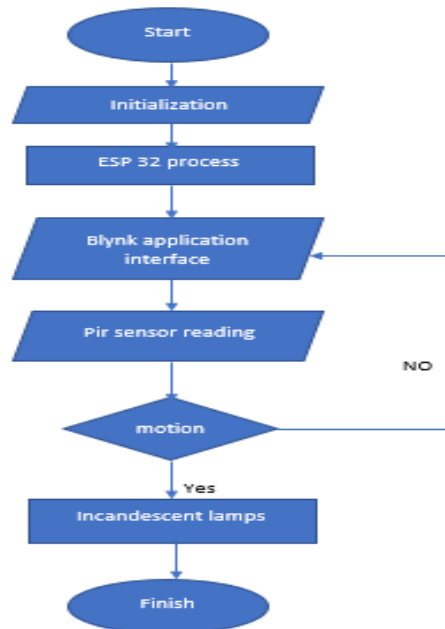 Start
Initialization
ESP 32 process
Blynk application
interface
Pir sensor reading
NO
motion
Yes
Incandescent lamps
Finish